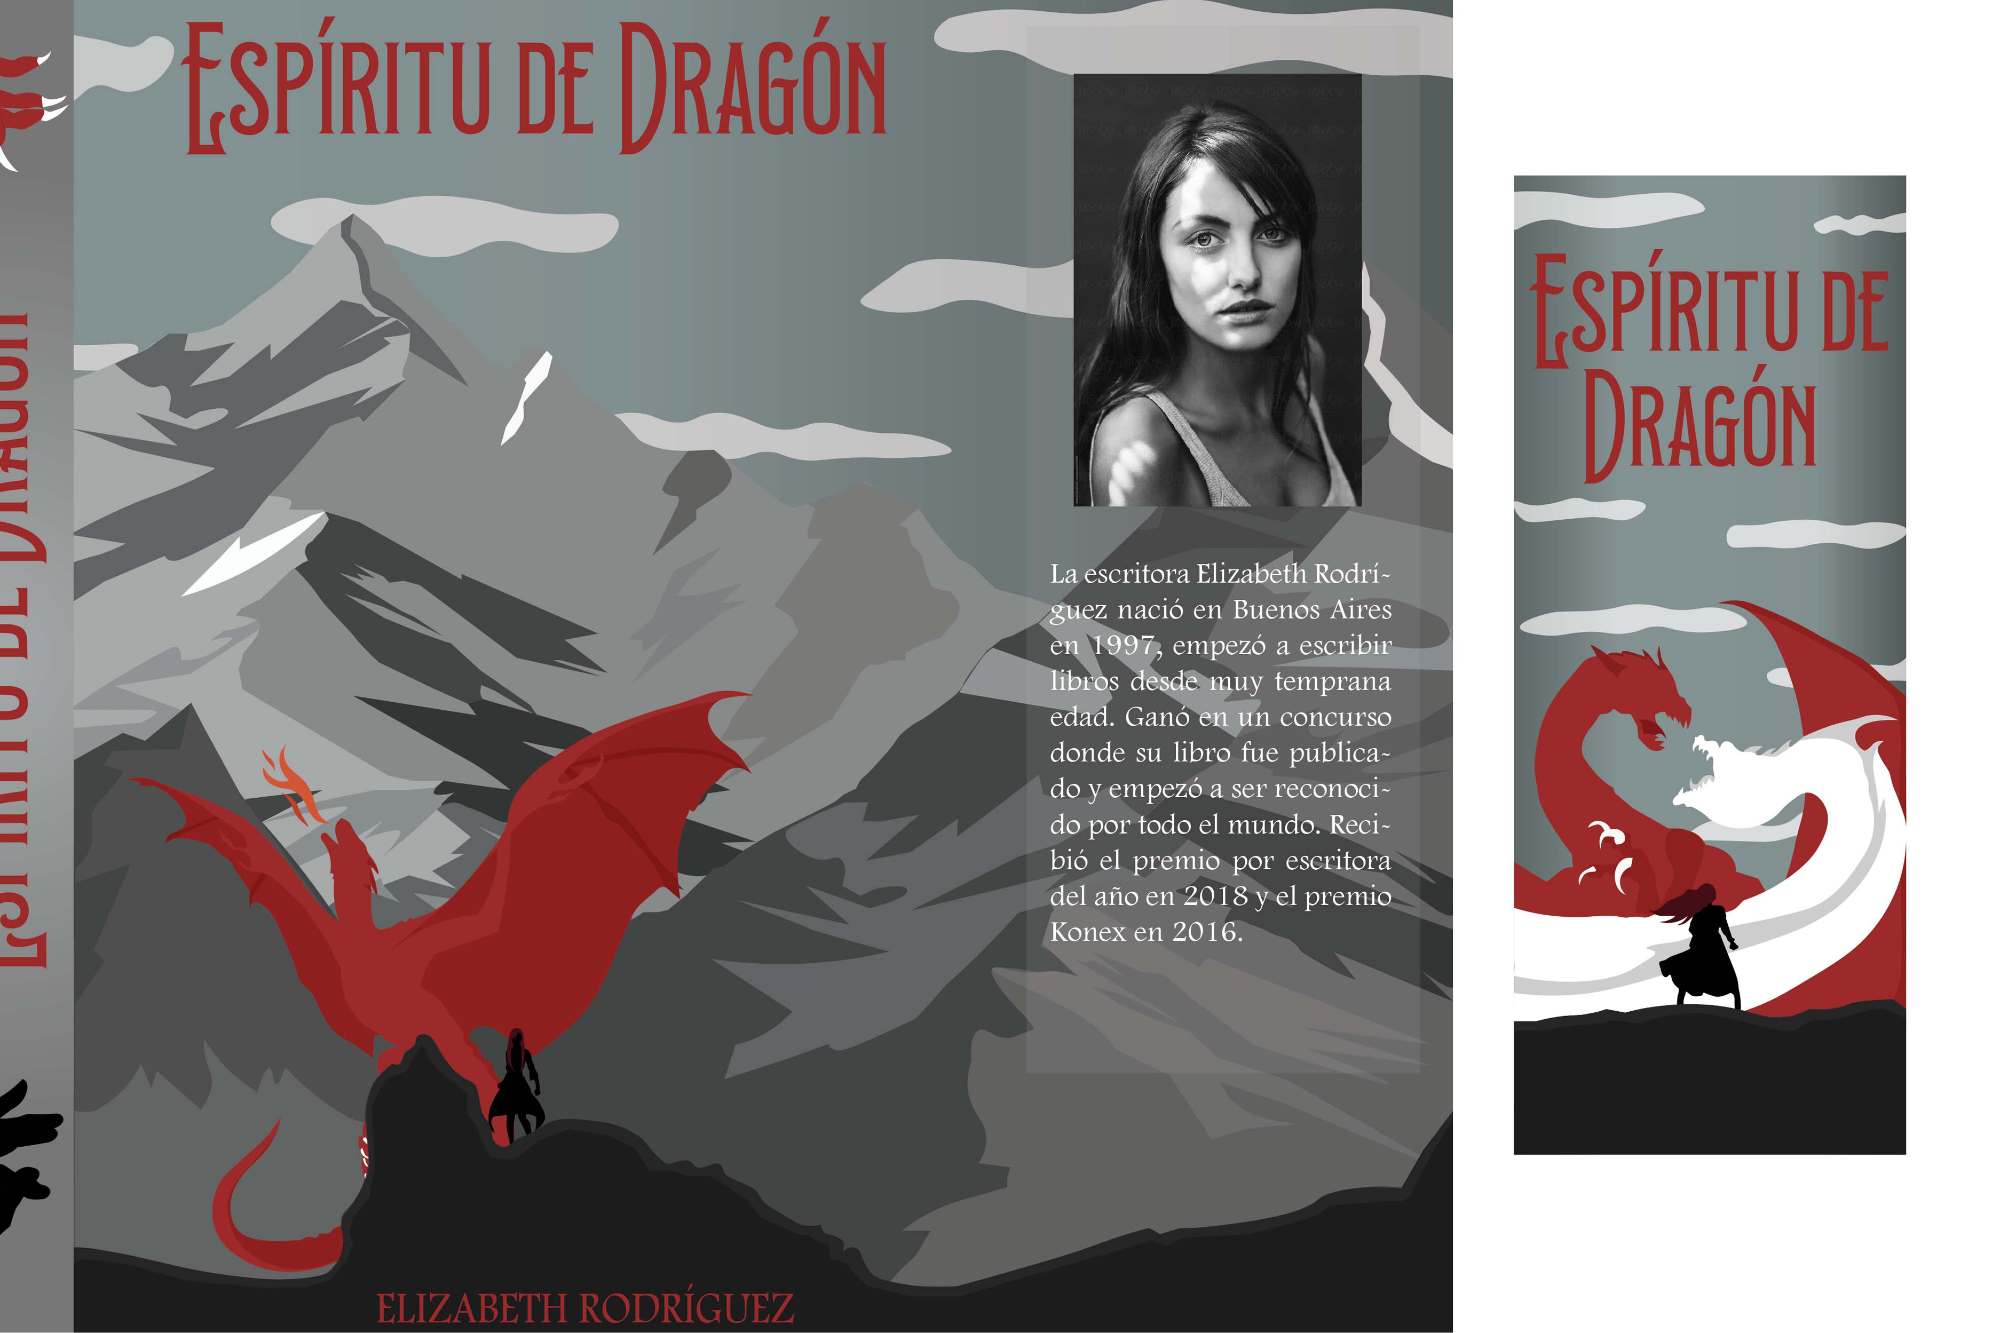 ESPÍRITU DE DRAGÓN
ESPÍRITU DE DRAGÓN
La escritora Elizabeth Rodrí-
guez nació en Buenos Aires
en 1997, empezó a escribir
libros desde muy temprana
edad. Ganó en un concurso
donde su libro fue publica-
do y empezó a ser reconoci-
do por todo el mundo. Reci-
bió el premio por escritora
del año en 2018 y el premio
Konex en 2016.
ELIZABETH RODRÍGUEZ
ESPÍRITU DE
DRAGÓN